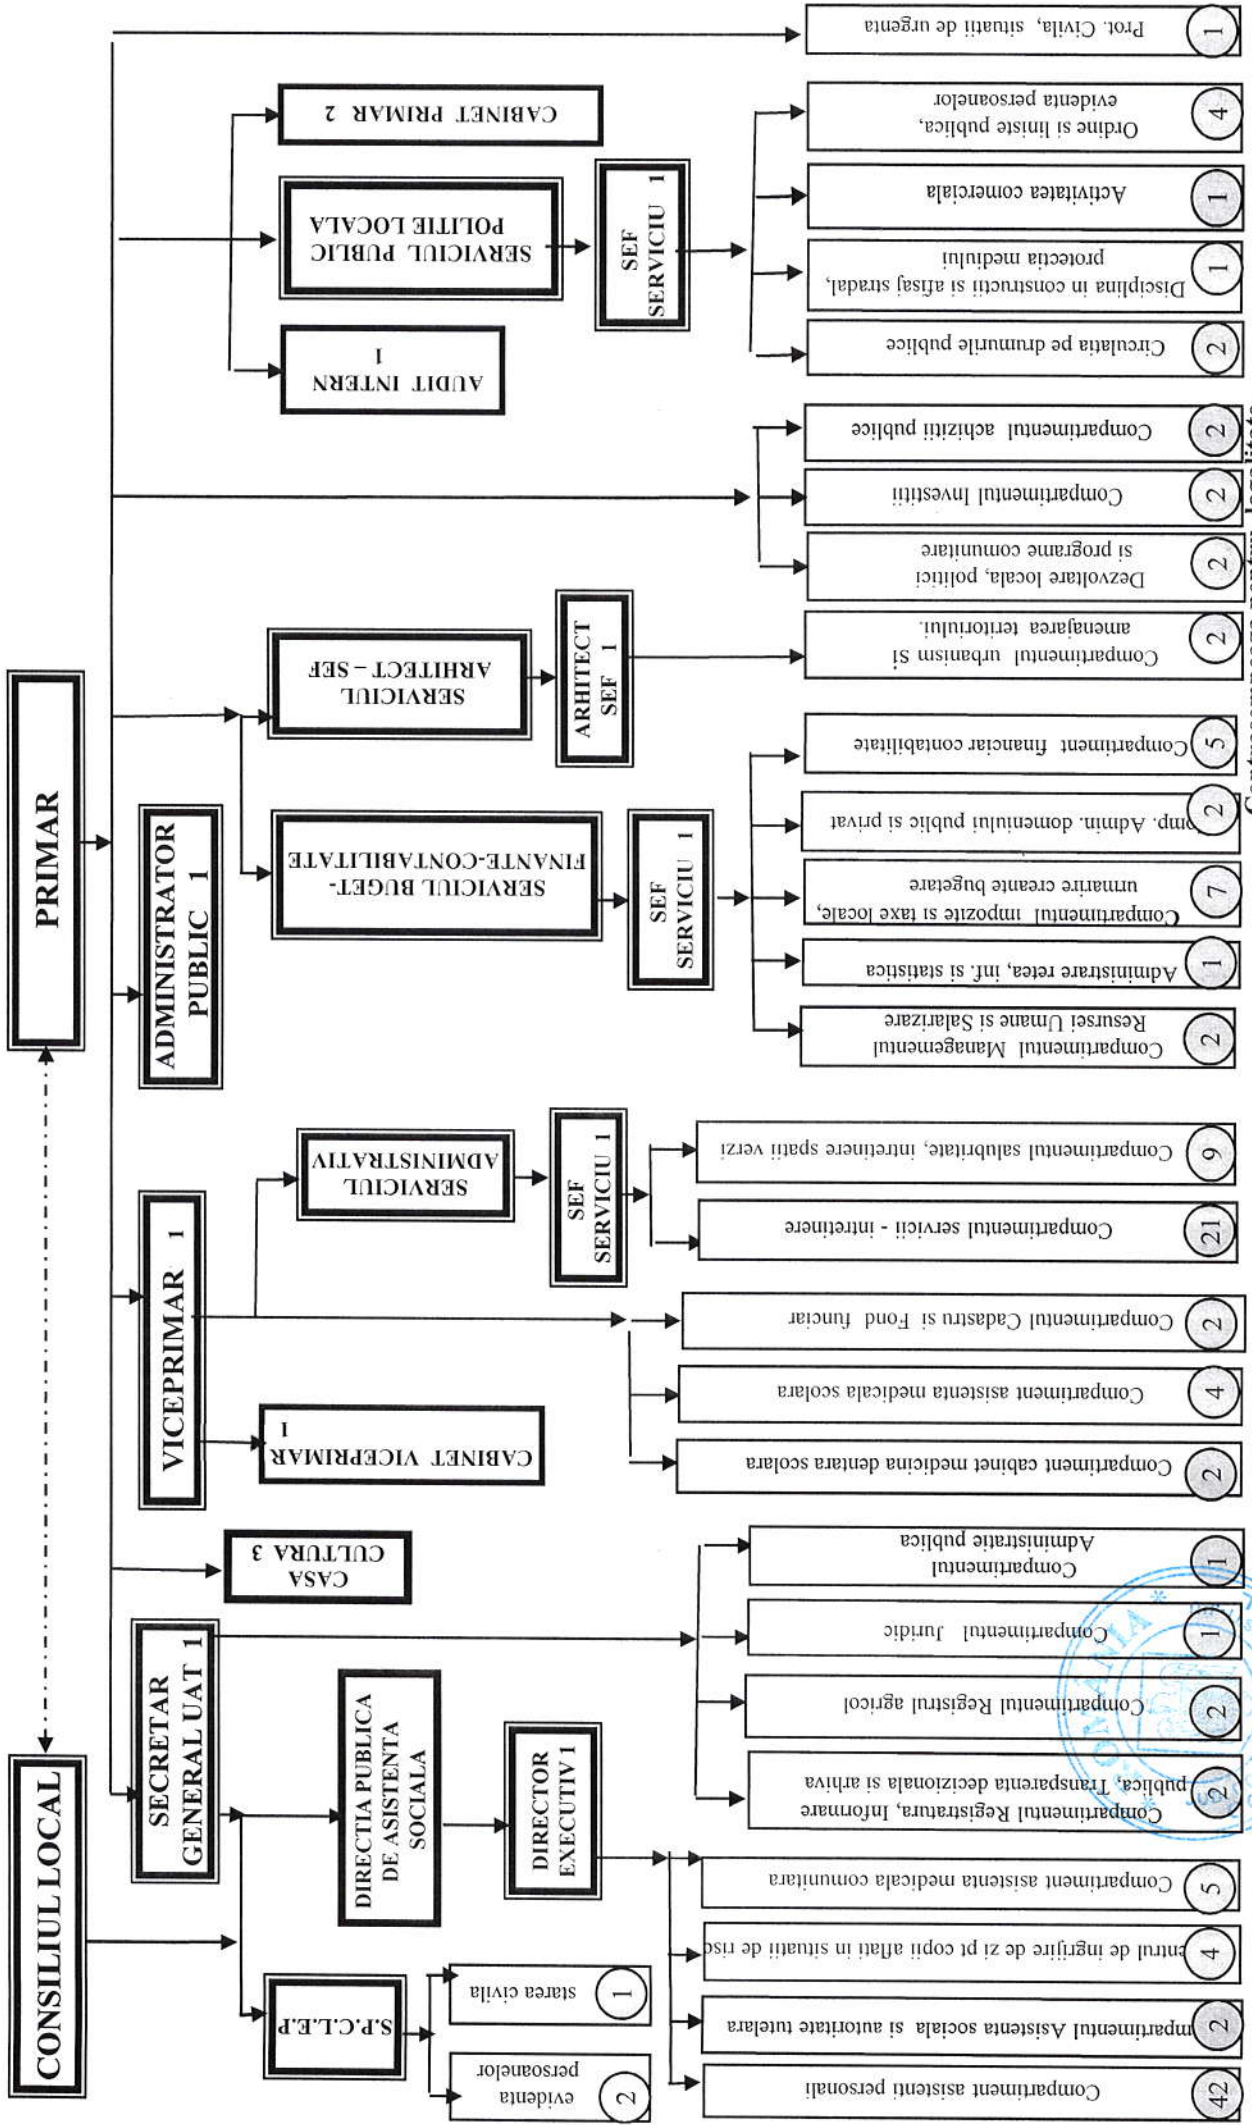 CONSILIUL LOCAL
PRIMAR
SECRETAR
GENERAL UAT 1
CASA
CULTURA 3
VICEPRIMAR 1
ADMINISTRATOR
PUBLIC 1
CABINET VICEPRIMAR
1
S.P.C.L.E.P
DIRECTIA PUBLICA
DE ASISTENTA
SOCIALA
DIRECTOR
EXECUTIV 1
SERVICIUL
ADMINISTRATIV
SEF
SERVICIU 1
SERVICIUL BUGET-
FINANTE-CONTABILITATE
SEF
SERVICIU 1
SERVICIUL
ARHITECT – SEF
ARHITECT
SEF 1
AUDIT INTERN
1
SERVICIUL PUBLIC
POLITIE LOCALA
SEF
SERVICIU 1
CABINET PRIMAR 2
evidenta
persoanelor
2
starea civila
1
Compartiment asistenti personali
42
mpartimentul Asistenta sociala si autoritate tutelara
2
entrul de ingrijire de zi pt copii aflati in situatii de risc
4
Compartiment asistenta medicala comunitara
5
Compartimentul Registratura, Informare
publica, Transparenta decizionala si arhiva
2
Compartimentul Registrul agricol
2
Compartimentul Juridic
1
Compartimentul
Administratie publica
1
Compartiment cabinet medicina dentara scolara
2
Compartiment asistenta medicala scolara
4
Compartimentul Cadastru si Fond funciar
2
Compartimentul servicii - intretinere
21
Compartimentul salubritate, intretinere spatii verzi
9
Compartimentul Managementul
Resursei Umane si Salarizare
2
Administrare retea, inf. si statistica
1
Compartimentul impozite si taxe locale,
urmarire creante bugetare
7
omp. Admin. domeniului public si privat
2
Compartiment financiar contabilitate
5
Compartimentul urbanism Si
amenajarea teritoriului.
2
Dezvoltare locala, politici
si programe comunitare
2
Compartimentul Investitii
2
Compartimentul achizitii publice
2
Circulatia pe drumurile publice
2
Disciplina in constructii si afisaj stradal,
protectia mediului
1
Activitatea comerciala
1
Ordine si liniste publica,
evidenta persoanelor
4
Prot. Civila, situatii de urgenta
1